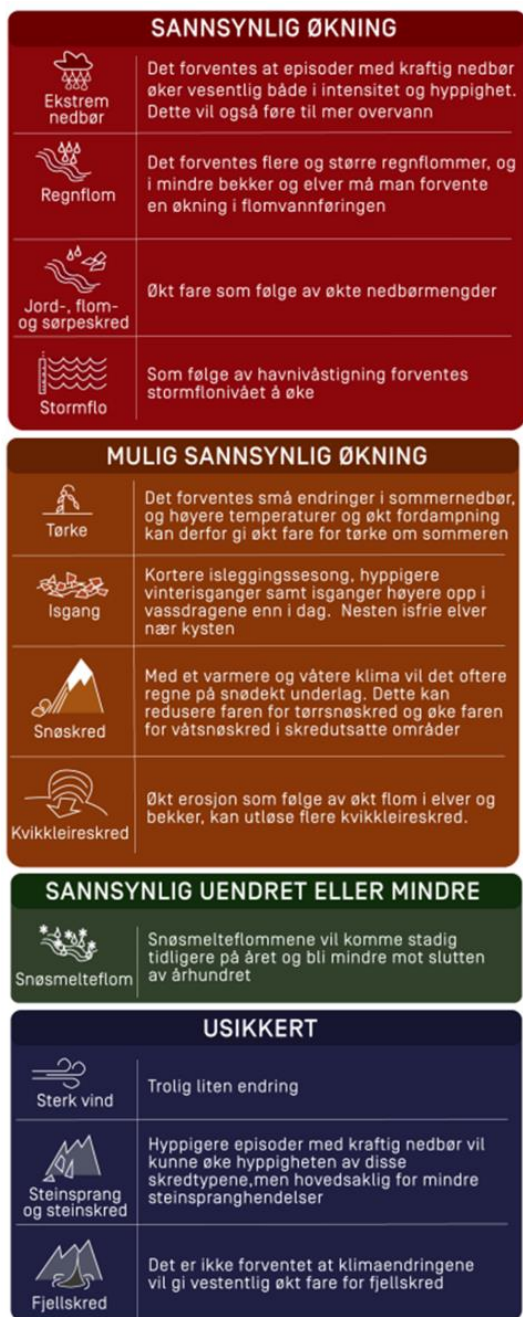 SANNSYNLIG ØKNING
Ekstrem
nedbør
Det forventes at episoder med kraftig nedbør
øker vesentlig både i intensitet og hyppighet.
Dette vil også føre til mer overvann
Regnflom
Det forventes flere og større regnflommer, og
i mindre bekker og elver må man forvente
en økning i flomvannføringen
Jord-, flom-
og sørpeskred
Økt fare som følge av økte nedbørmengder
Stormflo
Som følge av havnivåstigning forventes
stormflonivået å øke
MULIG SANNSYNLIG ØKNING
Tørke
Det forventes små endringer i sommernedbør,
og høyere temperaturer og økt fordampning
kan derfor gi økt fare for tørke om sommeren
Isgang
Kortere isleggingssesong, hyppigere
vinterisganger samt isganger høyere opp i
vassdragene enn i dag. Nesten isfrie elver
nær kysten
Snøskred
Med et varmere og våtere klima vil det oftere
regne på snødekt underlag. Dette kan
redusere faren for tørrsnøskred og øke faren
for våtsnøskred i skredutsatte områder
Kvikkleireskred
Økt erosjon som følge av økt flom i elver og
bekker, kan utløse flere kvikkleireskred.
SANNSYNLIG UENDRET ELLER MINDRE
Snøsmelteflom
Snøsmelteflommene vil komme stadig
tidligere på året og bli mindre mot slutten
av århundret
USIKKERT
Sterk vind
Trolig liten endring
Steinsprang
og steinskred
Hyppigere episoder med kraftig nedbør vil
kunne øke hyppigheten av disse
skredtypene,men hovedsaklig for mindre
steinspranghendelser
Fjellskred
Det er ikke forventet at klimaendringene
vil gi vestentlig økt fare for fjellskred